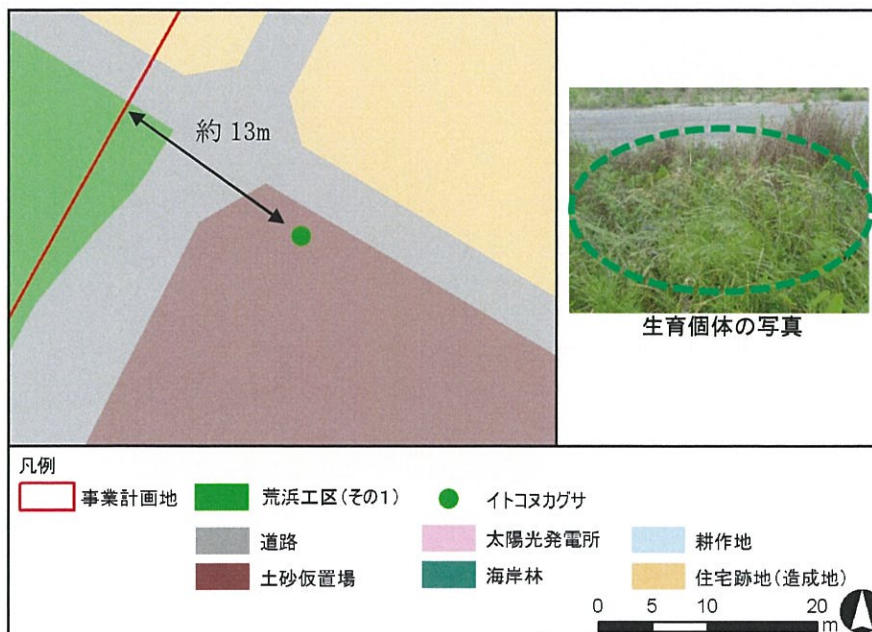 約 13m
生育個体の写真
凡例
事業計画地
荒浜工区(その1)
イトコヌカグサ
道路
太陽光発電所
耕作地
土砂仮置場
海岸林
住宅跡地(造成地)
0 5 10 20
m